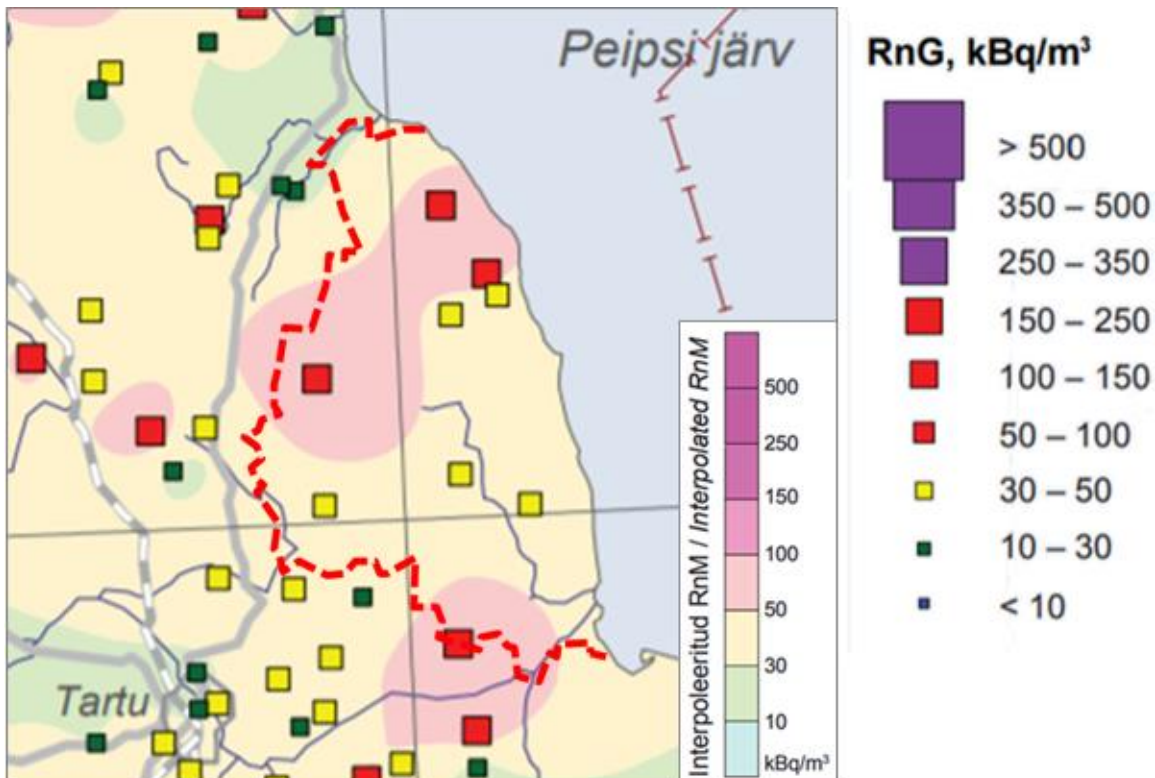 Peipsi järv
Tartu
Interpoleeritud RnM / Interpolated RnM
500
250
150
100
50
30
10
kBq/m³
RnG, kBq/m³
> 500
350 – 500
250 – 350
150 – 250
100 – 150
50 – 100
30 – 50
10 – 30
< 10